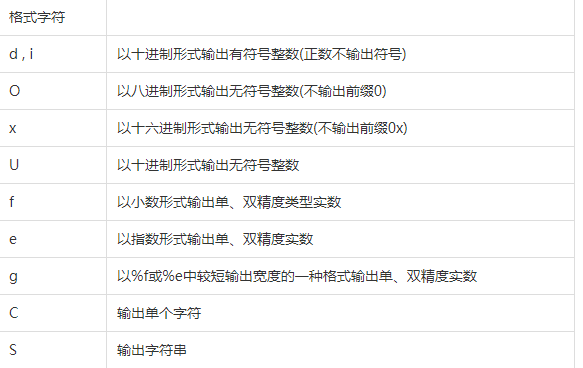 格式字符
d , i 以十进制形式输出有符号整数(正数不输出符号)
O 以八进制形式输出无符号整数(不输出前缀0)
x 以十六进制形式输出无符号整数(不输出前缀0x)
U 以十进制形式输出无符号整数
f 以小数形式输出单、双精度类型实数
e 以指数形式输出单、双精度实数
g 以%f或%e中较短输出宽度的一种格式输出单、双精度实数
C 输出单个字符
S 输出字符串